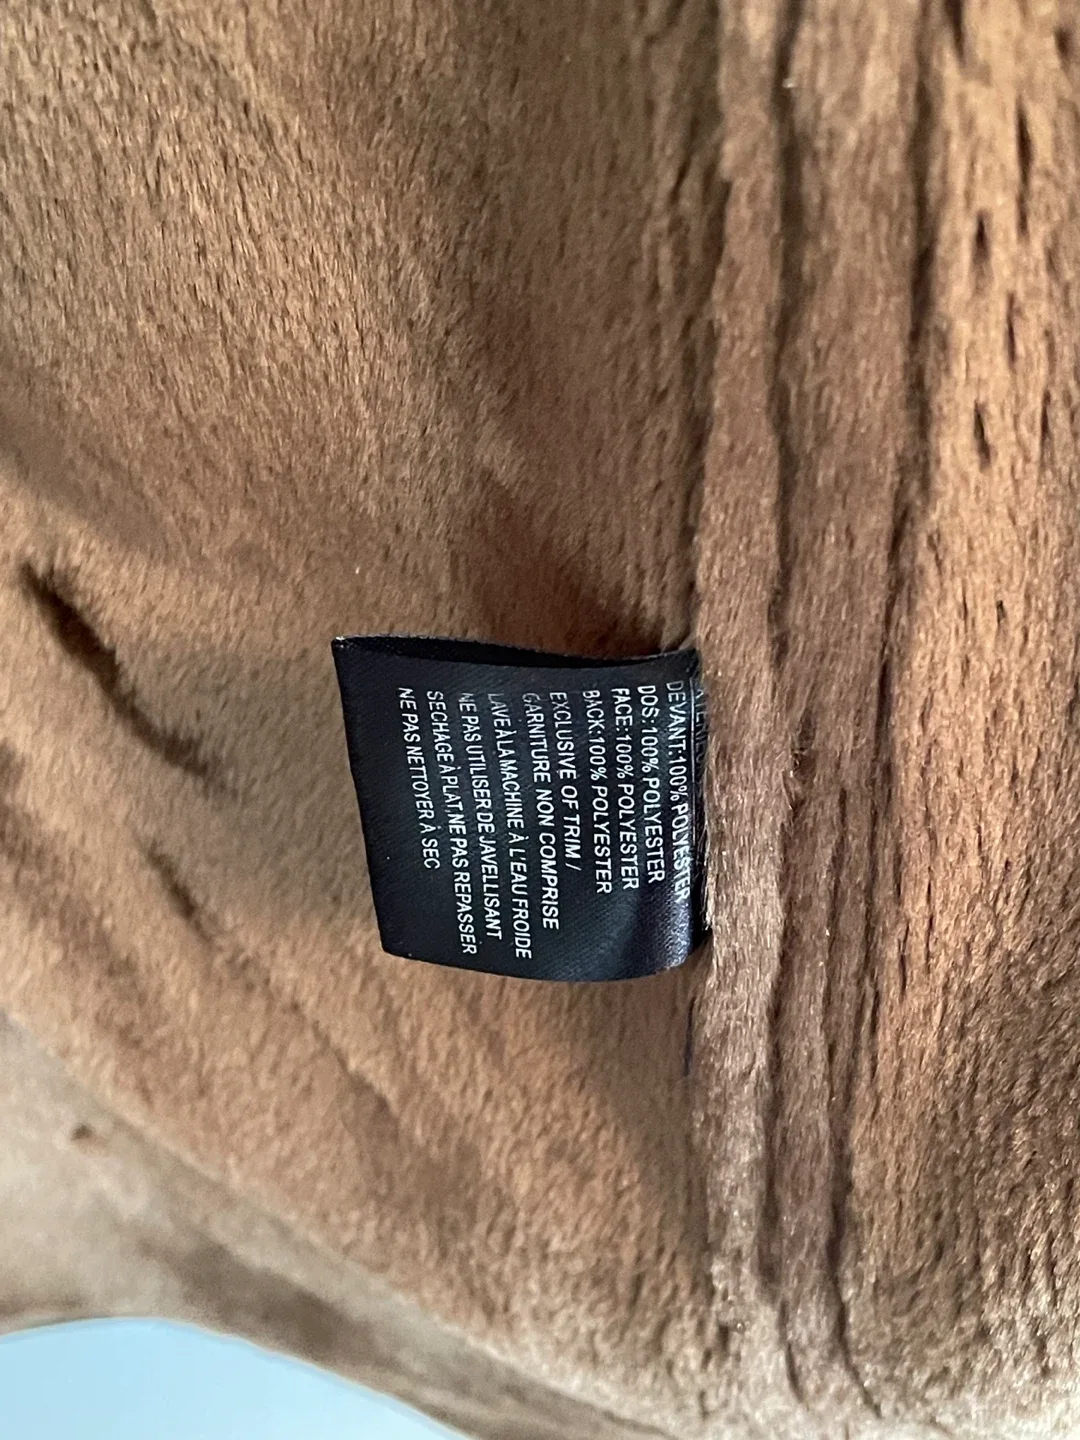 DEVANT:100% POLYESTER
DOS:100% POLYESTER
FACE:100% POLYESTER
BACK:100% POLYESTER
EXCLUSIVE OF TRIM /
GARNITURE NON COMPRISE
LAVE À LA MACHINE À L'EAU FROIDE
NE PAS UTILISER DE JAVELLISANT
SECHAGE À PLAT.NE PAS REPASSER
NE PAS NETTOYER À SEC